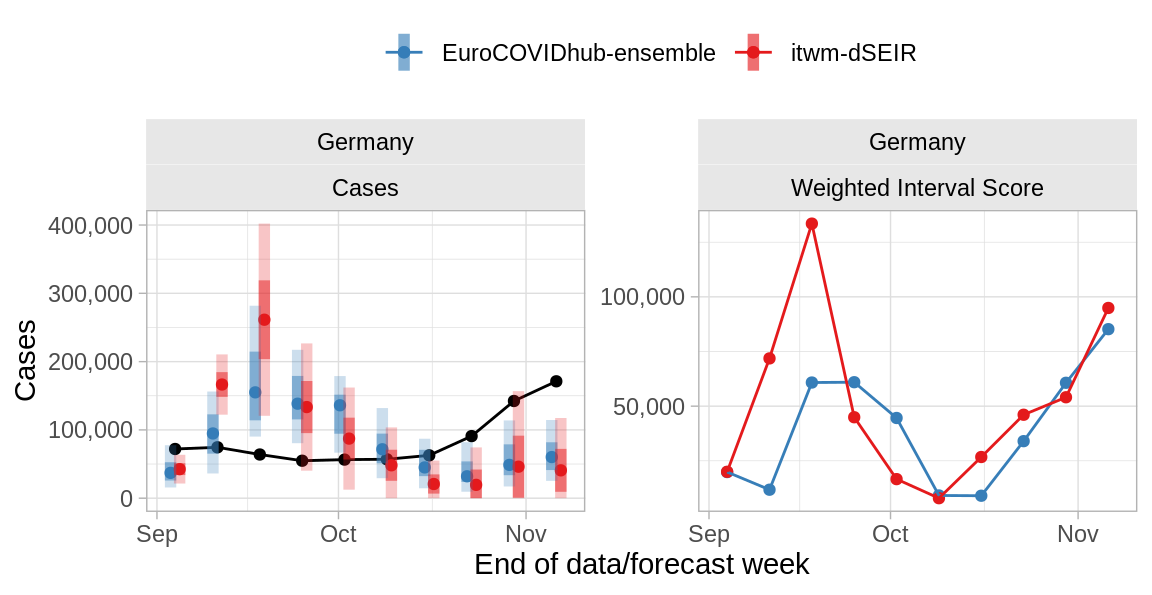 EuroCOVIDhub-ensemble itwm-dSEIR
Germany
Cases
Germany
Weighted Interval Score
Cases
400,000
300,000
200,000
100,000
0
Sep Oct Nov
100,000
50,000
Sep Oct Nov
End of data/forecast week